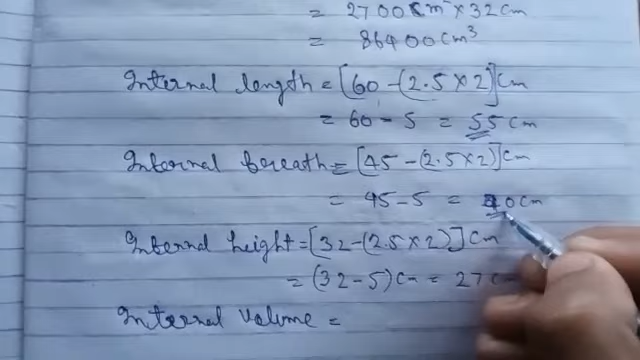 = 2700 cm² × 32 cm
= 86400 cm³
Internal length = [60 - (2.5 × 2)] cm
= 60 - 5 = 55 cm
Internal breath = [45 - (2.5 × 2)] cm
= 45 - 5 = 40 cm
Internal height = [32 - (2.5 × 2)] cm
= (32 - 5) cm = 27 cm
Internal volume =